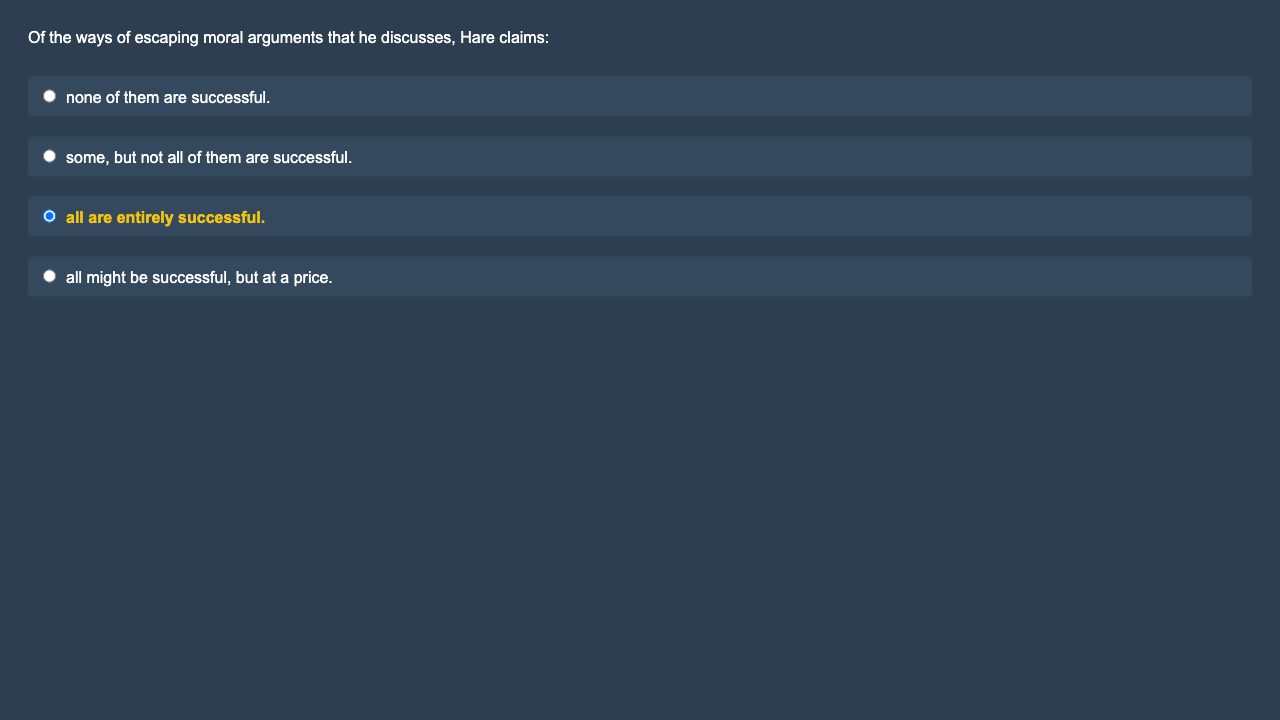 Of the ways of escaping moral arguments that he discusses, Hare claims:
none of them are successful.
some, but not all of them are successful.
all are entirely successful.
all might be successful, but at a price.